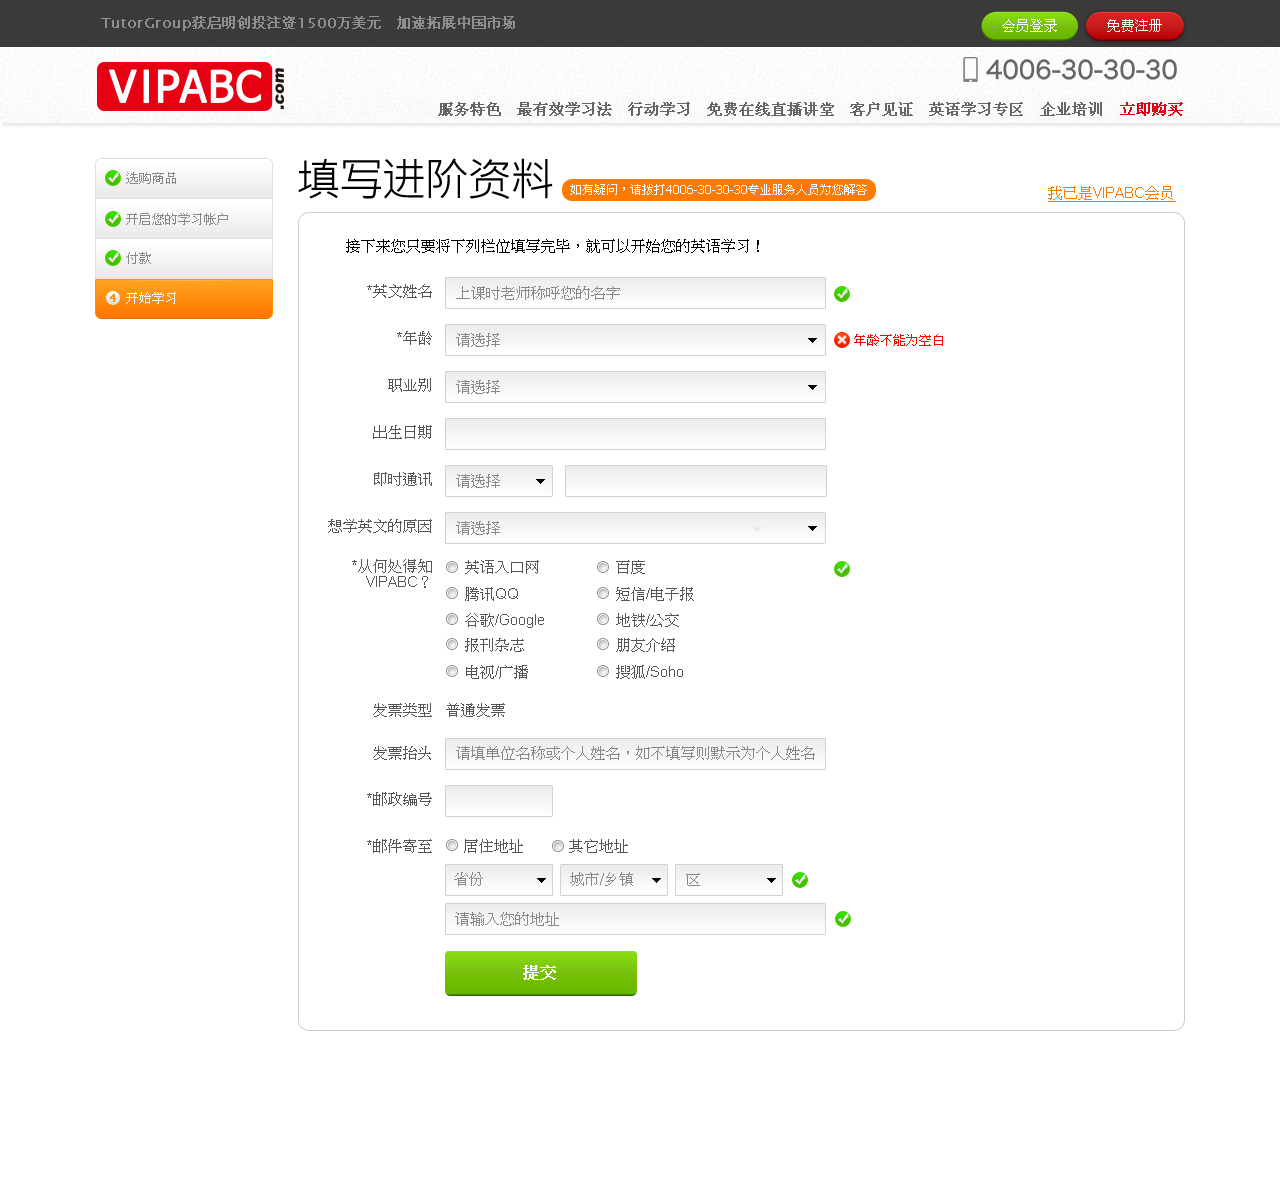 TutorGroup获启明创投注资1500万美元 加速拓展中国市场
会员登录
免费注册
VIPABC.com
4006-30-30-30
服务特色 最有效学习法 行动学习 免费在线直播讲堂 客户见证 英语学习专区 企业培训 立即购买
选购商品
开启您的学习帐户
付款
4 开始学习
填写进阶资料
如有疑问，请拨打4006-30-30-30专业服务人员为您解答
我已是VIPABC会员
接下来您只要将下列栏位填写完毕，就可以开始您的英语学习！
*英文姓名 上课时老师称呼您的名字
*年龄 请选择 年龄不能为空白
职业别 请选择
出生日期
即时通讯 请选择
想学英文的原因 请选择
*从何处得知
VIPABC？
英语入口网 百度
腾讯QQ 短信/电子报
谷歌/Google 地铁/公交
报刊杂志 朋友介绍
电视/广播 搜狐/Soho
发票类型 普通发票
发票抬头 请填单位名称或个人姓名，如不填写则默示为个人姓名
*邮政编号
*邮件寄至 居住地址 其它地址
省份 城市/乡镇 区
请输入您的地址
提交